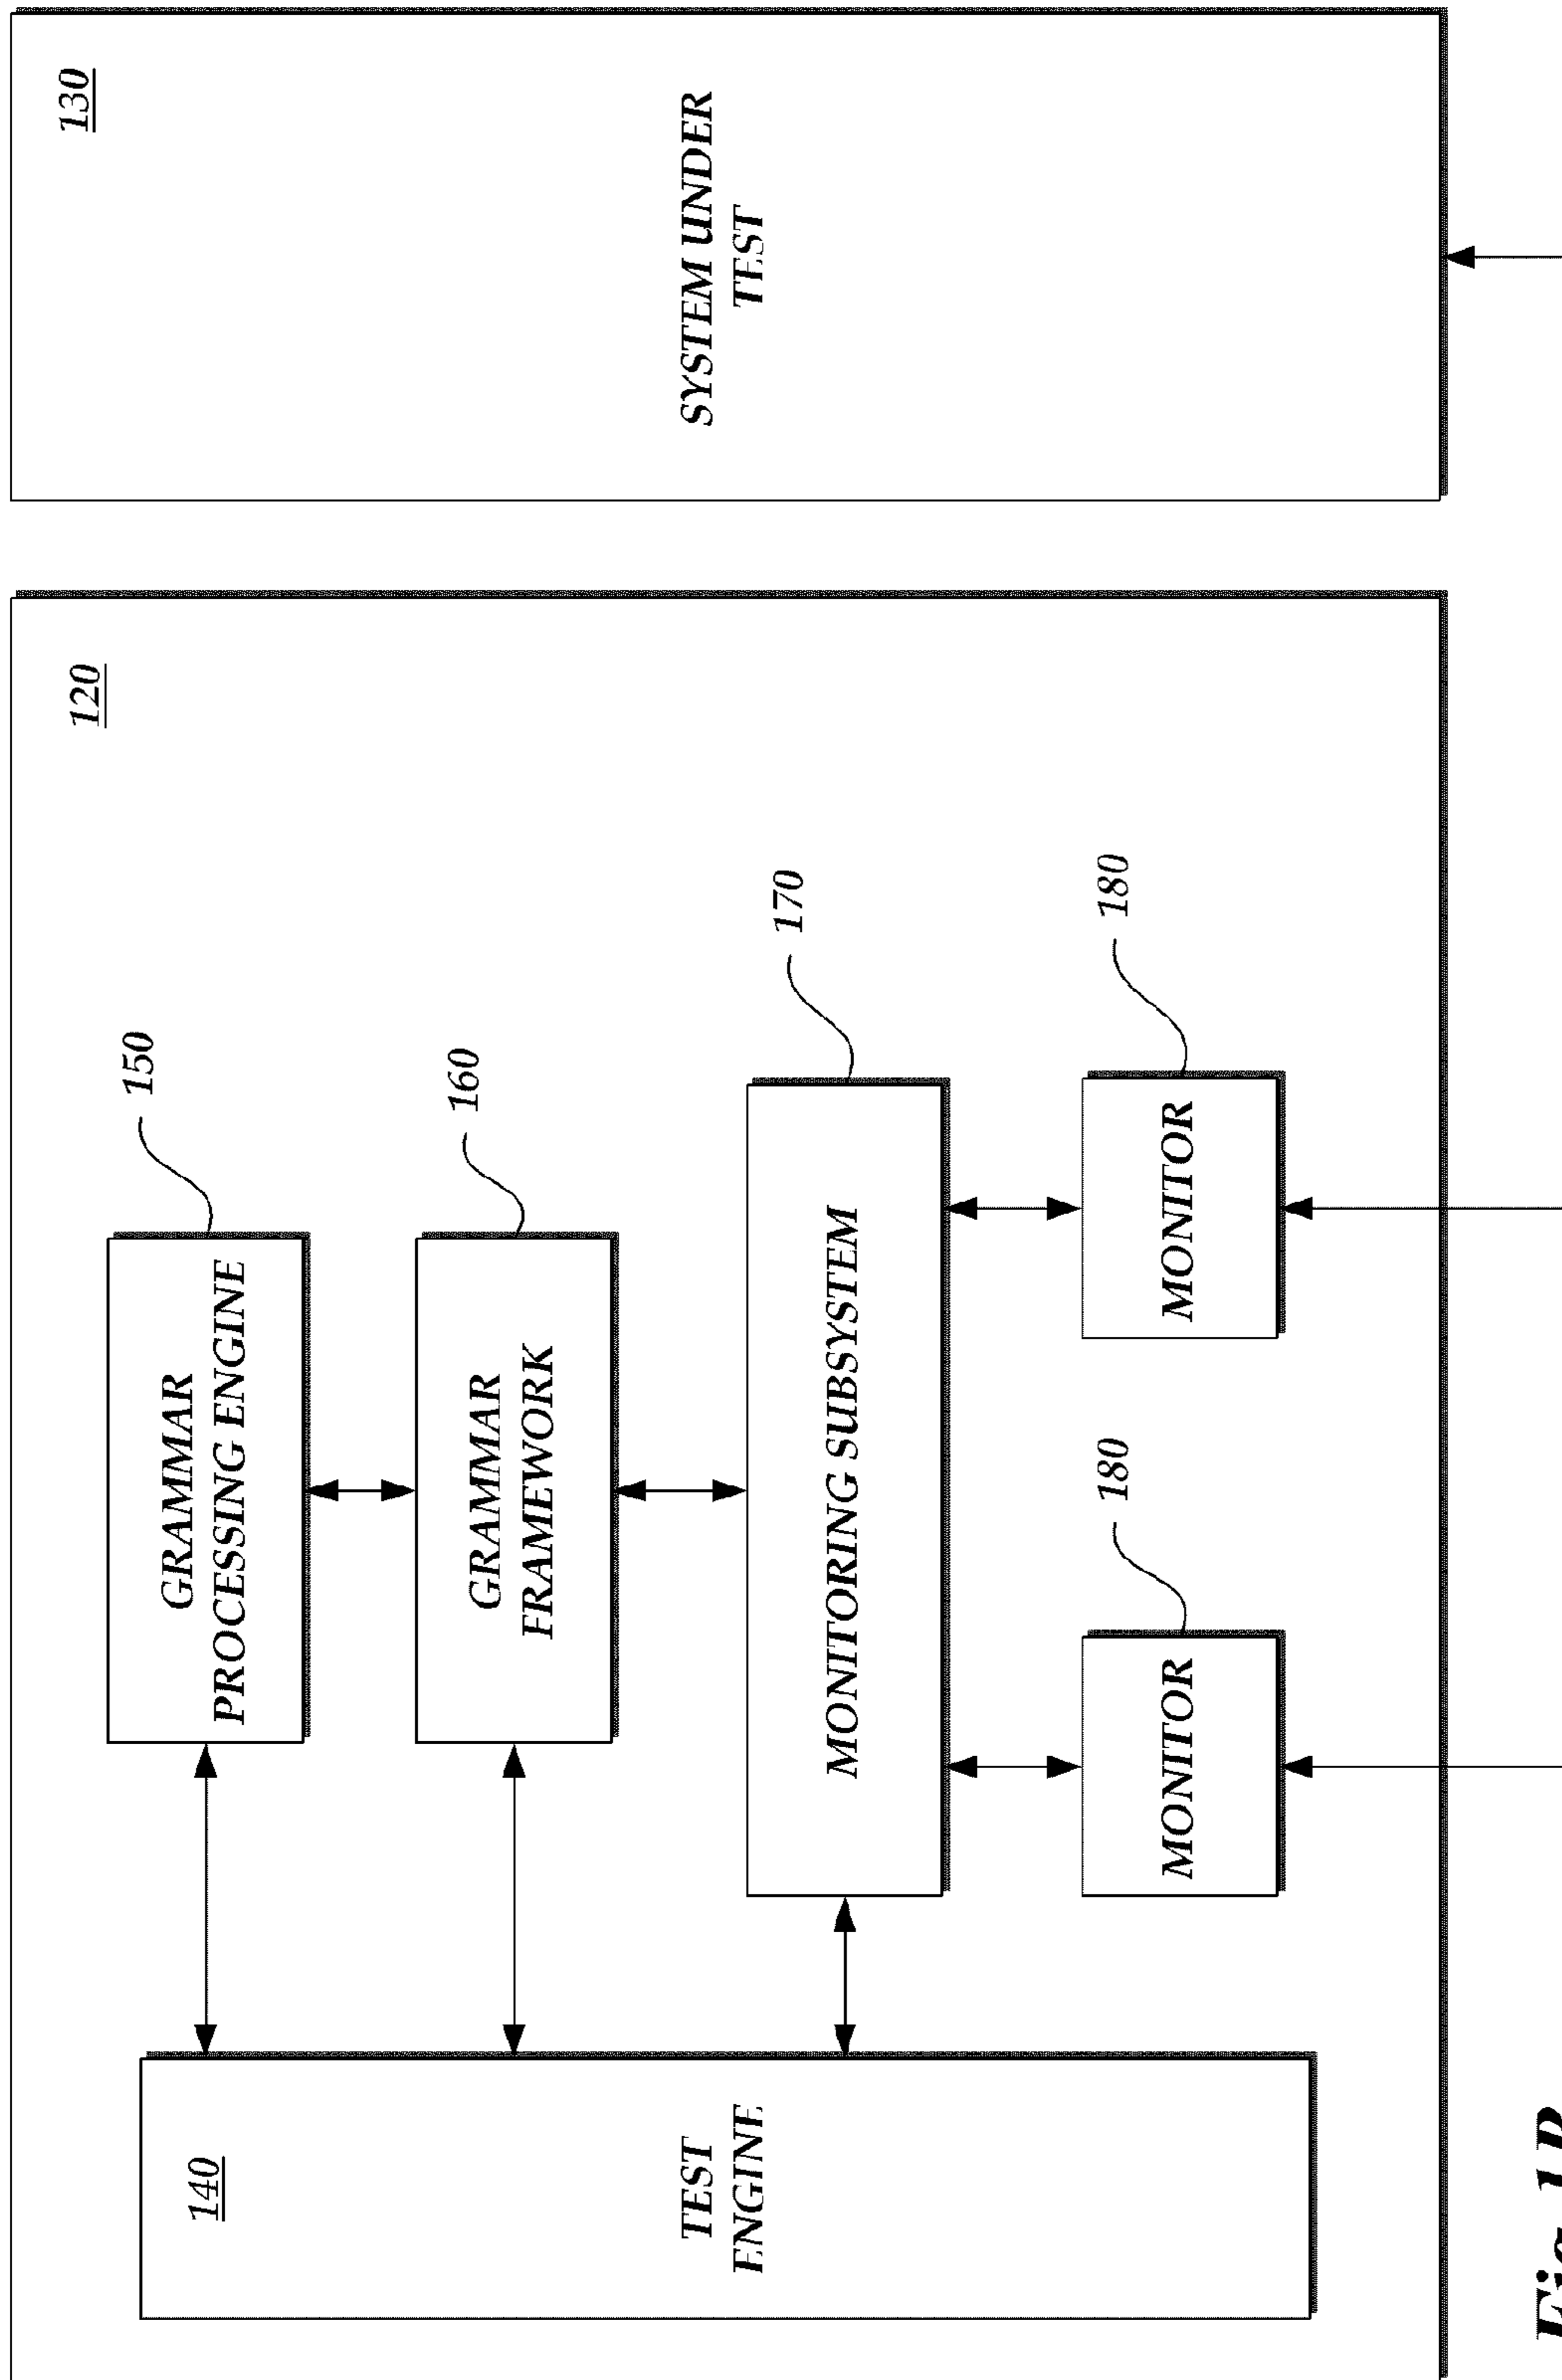 120
130
150
GRAMMAR
PROCESSING ENGINE
140
160
GRAMMAR
FRAMEWORK
TEST
ENGINE
SYSTEM UNDER
TEST
170
MONITORING SUBSYSTEM
180
180
MONITOR
MONITOR
Fig.